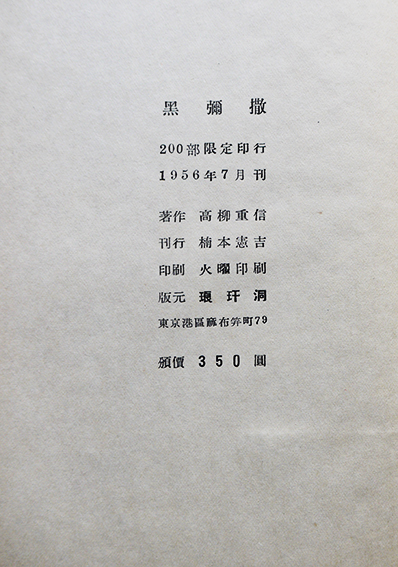 黑彌撒
200部限定印行
1956年7月刊
著作 高柳重信
刊行 楠本憲吉
印刷 火曜印刷
版元 琅玕洞
東京港區麻布笄町79
頒價 350圓